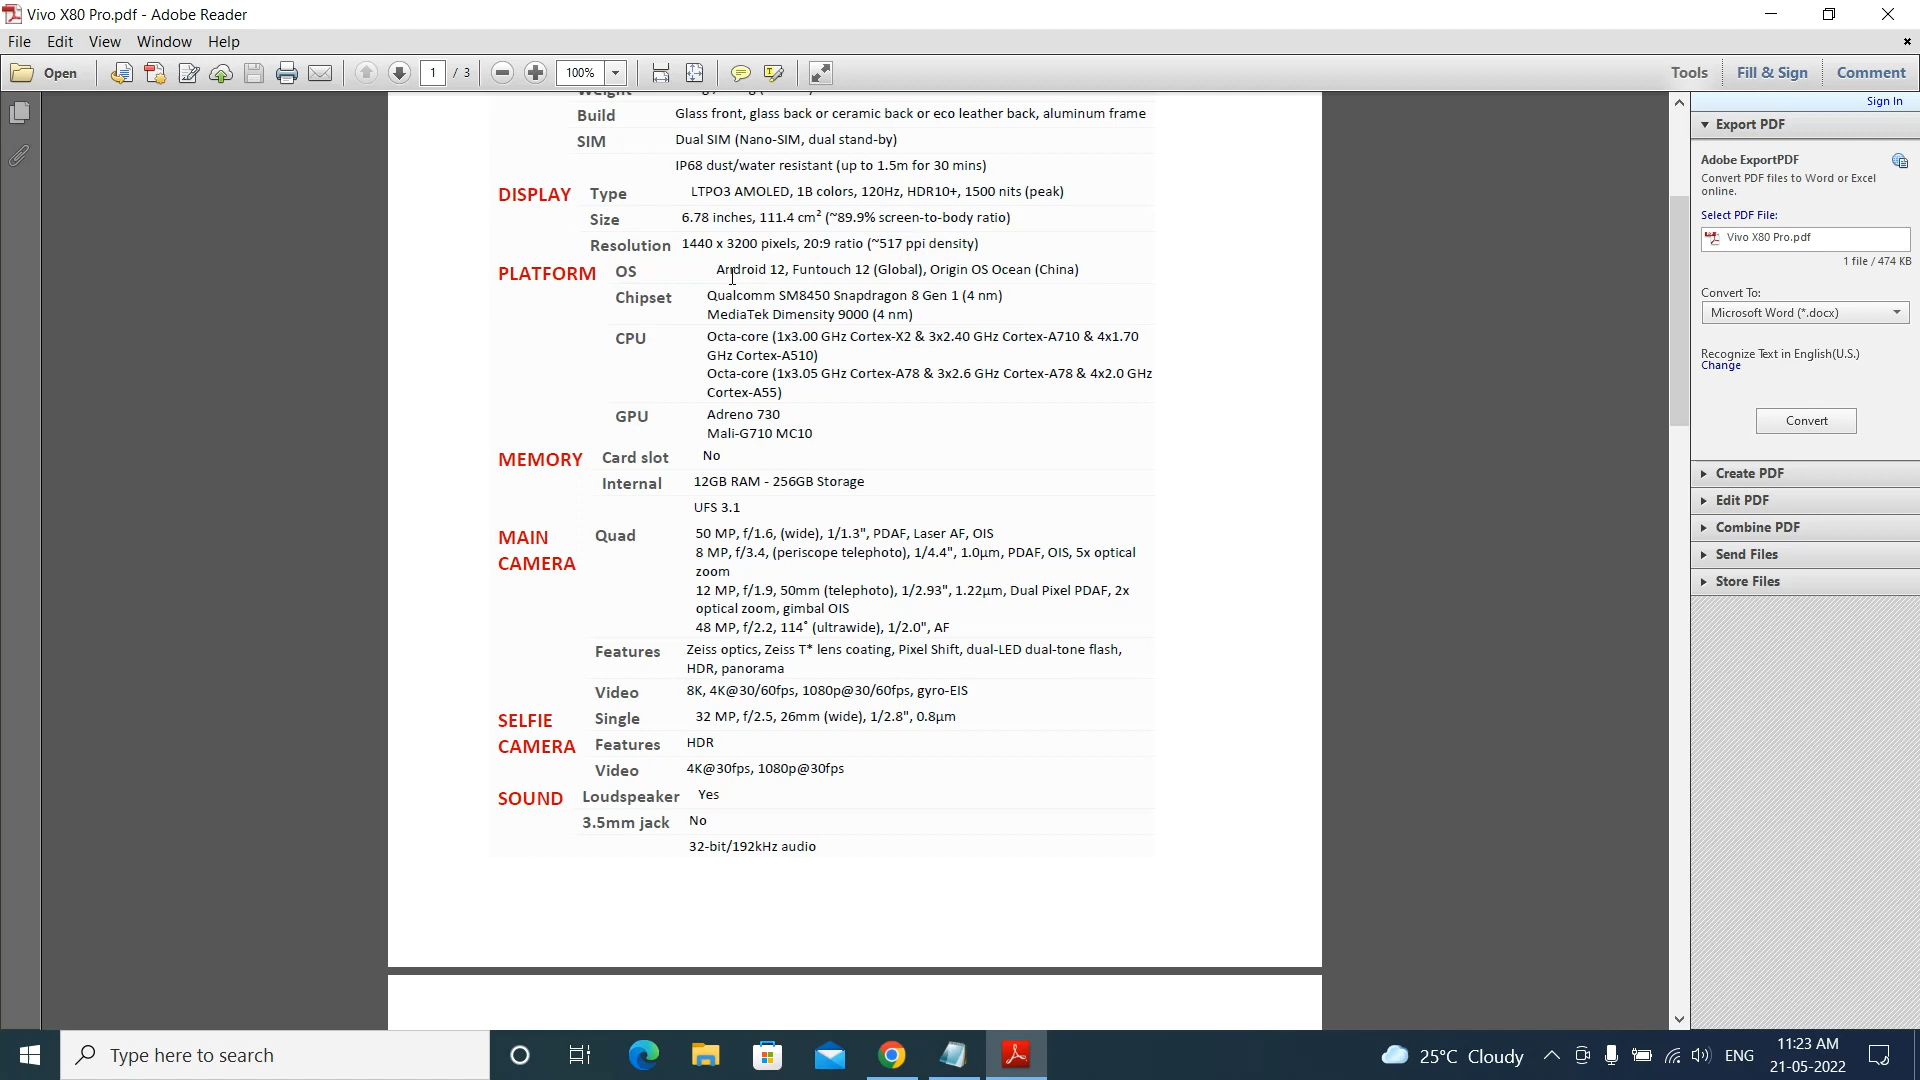 Vivo X80 Pro.pdf - Adobe Reader
File Edit View Window Help
Open 1 / 3 100% Tools Fill & Sign Comment
Sign In
Export PDF
Adobe ExportPDF
Convert PDF files to Word or Excel
online.
Select PDF File:
Vivo X80 Pro.pdf
1 file / 474 KB
Convert To:
Microsoft Word (*.docx)
Recognize Text in English(U.S.)
Change
Convert
Create PDF
Edit PDF
Combine PDF
Send Files
Store Files
Weight
Build Glass front, glass back or ceramic back or eco leather back, aluminum frame
SIM Dual SIM (Nano-SIM, dual stand-by)
IP68 dust/water resistant (up to 1.5m for 30 mins)
DISPLAY Type LTPO3 AMOLED, 1B colors, 120Hz, HDR10+, 1500 nits (peak)
Size 6.78 inches, 111.4 cm² (~89.9% screen-to-body ratio)
Resolution 1440 x 3200 pixels, 20:9 ratio (~517 ppi density)
PLATFORM OS Android 12, Funtouch 12 (Global), Origin OS Ocean (China)
Chipset Qualcomm SM8450 Snapdragon 8 Gen 1 (4 nm)
MediaTek Dimensity 9000 (4 nm)
CPU Octa-core (1x3.00 GHz Cortex-X2 & 3x2.40 GHz Cortex-A710 & 4x1.70
GHz Cortex-A510)
Octa-core (1x3.05 GHz Cortex-A78 & 3x2.6 GHz Cortex-A78 & 4x2.0 GHz
Cortex-A55)
GPU Adreno 730
Mali-G710 MC10
MEMORY Card slot No
Internal 12GB RAM - 256GB Storage
UFS 3.1
MAIN CAMERA Quad 50 MP, f/1.6, (wide), 1/1.3", PDAF, Laser AF, OIS
8 MP, f/3.4, (periscope telephoto), 1/4.4", 1.0µm, PDAF, OIS, 5x optical
zoom
12 MP, f/1.9, 50mm (telephoto), 1/2.93", 1.22µm, Dual Pixel PDAF, 2x
optical zoom, gimbal OIS
48 MP, f/2.2, 114˚ (ultrawide), 1/2.0", AF
Features Zeiss optics, Zeiss T* lens coating, Pixel Shift, dual-LED dual-tone flash,
HDR, panorama
Video 8K, 4K@30/60fps, 1080p@30/60fps, gyro-EIS
SELFIE CAMERA Single 32 MP, f/2.5, 26mm (wide), 1/2.8", 0.8µm
Features HDR
Video 4K@30fps, 1080p@30fps
SOUND Loudspeaker Yes
3.5mm jack No
32-bit/192kHz audio
Type here to search 25°C Cloudy ENG 11:23 AM
21-05-2022